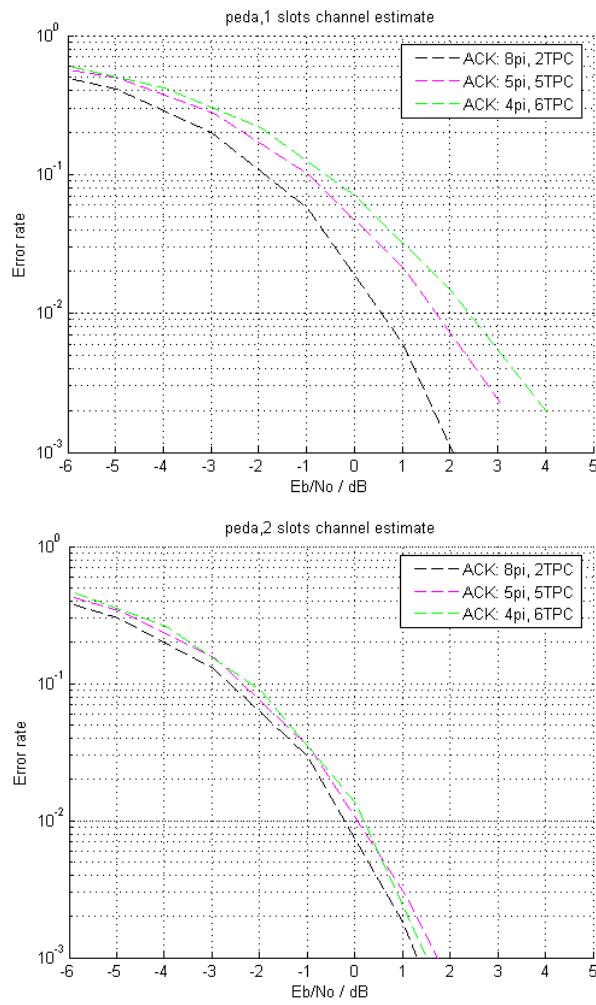 peda,1 slots channel estimate
10^0
10^-1
10^-2
10^-3
Error rate
ACK: 8pi, 2TPC
ACK: 5pi, 5TPC
ACK: 4pi, 6TPC
-6 -5 -4 -3 -2 -1 0 1 2 3 4 5
Eb/No / dB
peda,2 slots channel estimate
10^0
10^-1
10^-2
10^-3
Error rate
ACK: 8pi, 2TPC
ACK: 5pi, 5TPC
ACK: 4pi, 6TPC
-6 -5 -4 -3 -2 -1 0 1 2 3 4 5
Eb/No / dB